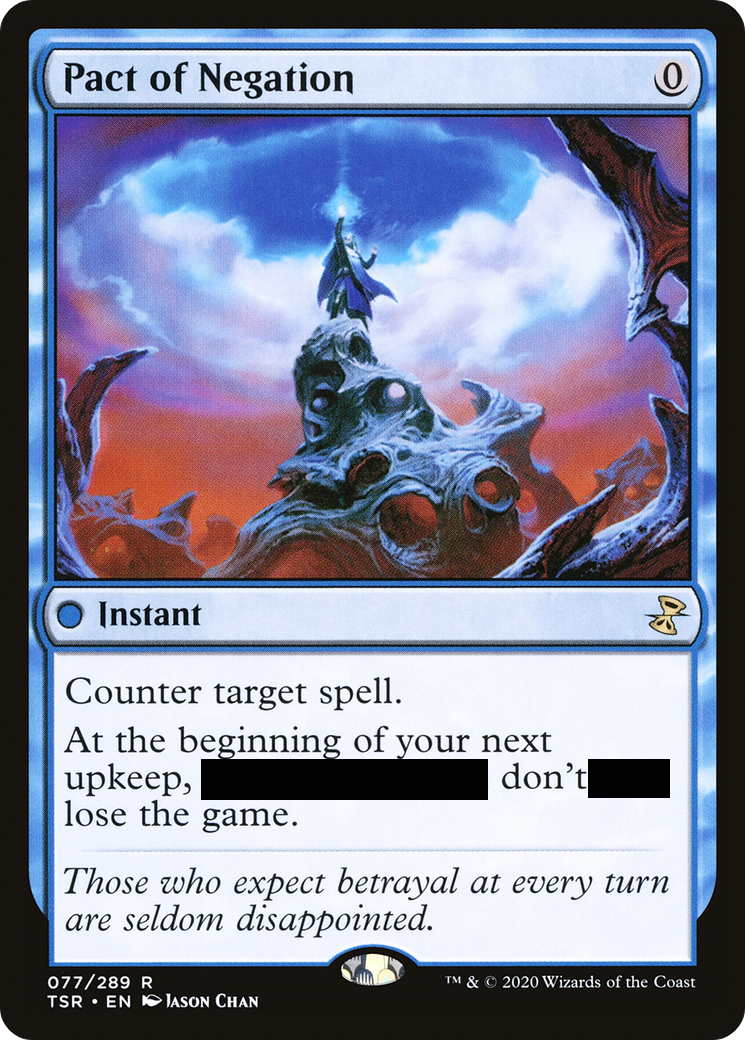 Pact of Negation
0
Instant
Counter target spell.
At the beginning of your next
upkeep, don't
lose the game.
Those who expect betrayal at every turn
are seldom disappointed.
077/289 R
TSR • EN Jason Chan
™ & © 2020 Wizards of the Coast